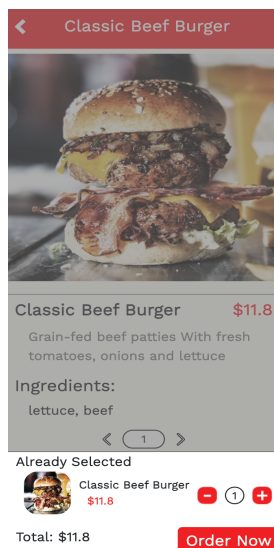 Classic Beef Burger
Classic Beef Burger $11.8
Grain-fed beef patties With fresh
tomatoes, onions and lettuce
Ingredients:
lettuce, beef
1
Already Selected
Classic Beef Burger
$11.8
1
Total: $11.8
Order Now